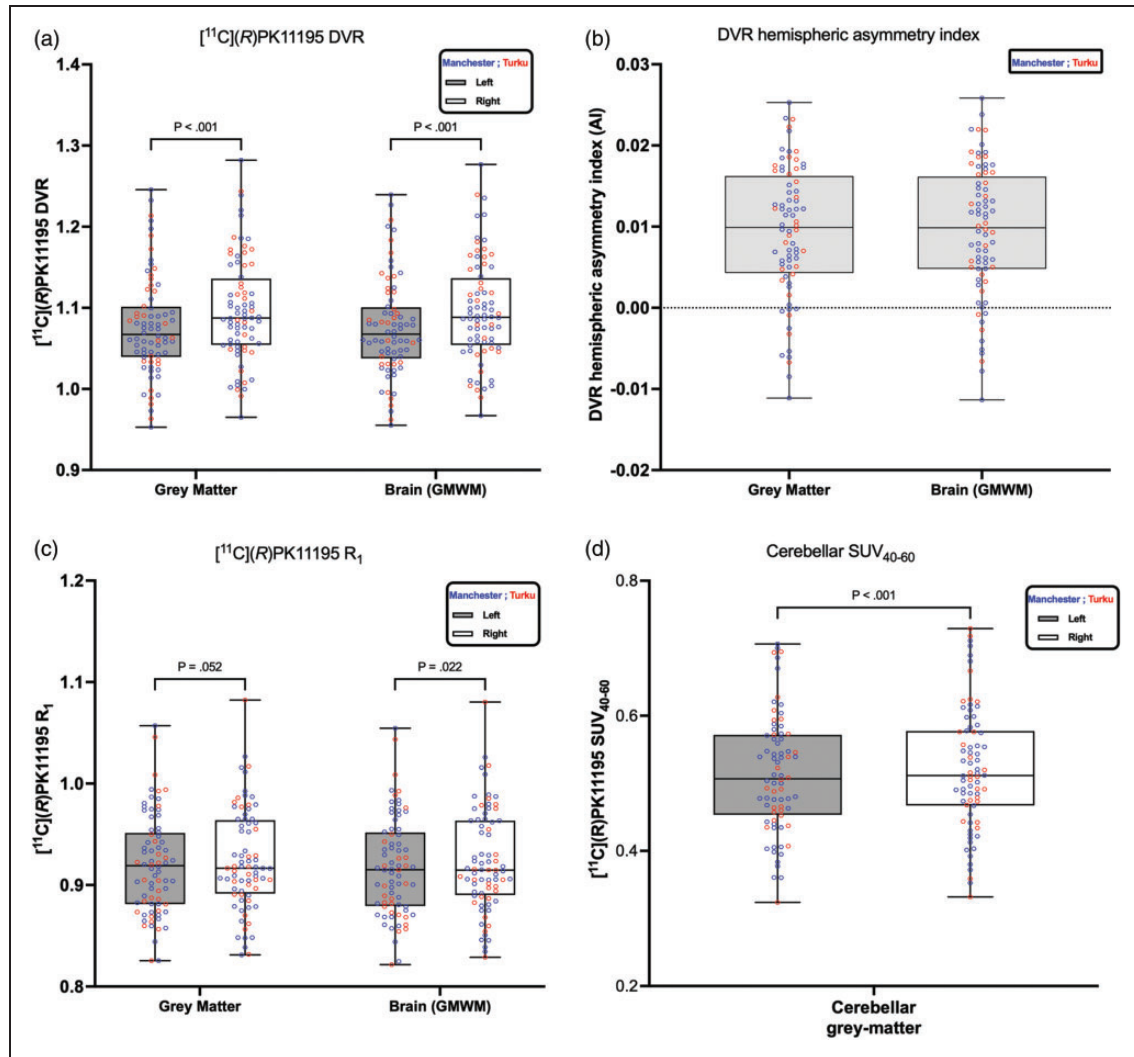 (a)
[¹¹C](R)PK11195 DVR
Manchester ; Turku
Left
Right
P < .001
P < .001
[¹¹C](R)PK11195 DVR
1.4
1.3
1.2
1.1
1.0
0.9
Grey Matter
Brain (GMWM)
(b)
DVR hemispheric asymmetry index
Manchester ; Turku
DVR hemispheric asymmetry index (AI)
0.03
0.02
0.01
0.00
-0.01
-0.02
Grey Matter
Brain (GMWM)
(c)
[¹¹C](R)PK11195 R₁
Manchester ; Turku
Left
Right
P = .052
P = .022
[¹¹C](R)PK11195 R₁
1.2
1.1
1.0
0.9
0.8
Grey Matter
Brain (GMWM)
(d)
Cerebellar SUV₄₀₋₆₀
Manchester ; Turku
Left
Right
P < .001
[¹¹C](R)PK11195 SUV₄₀₋₆₀
0.8
0.6
0.4
0.2
Cerebellar
grey-matter